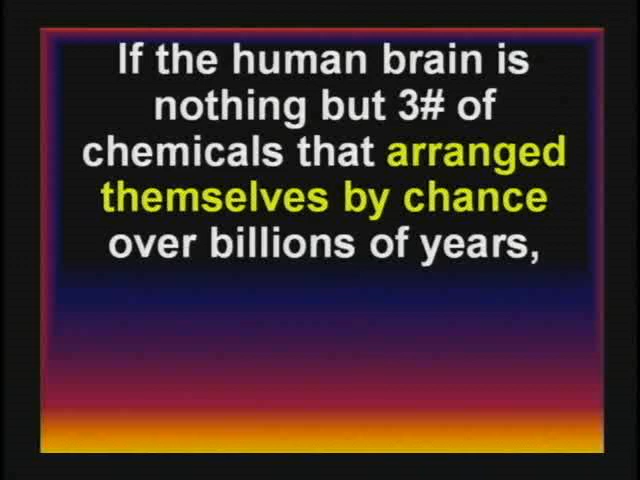 If the human brain is
nothing but 3# of
chemicals that arranged
themselves by chance
over billions of years,